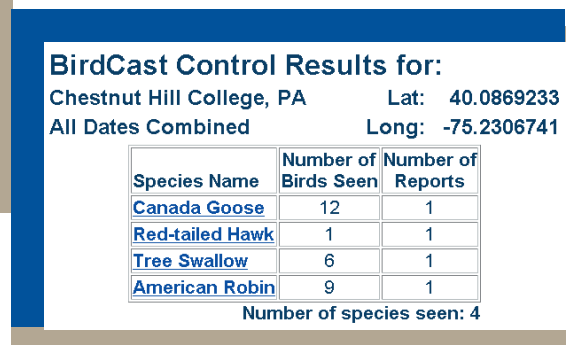 BirdCast Control Results for:
Chestnut Hill College, PA Lat: 40.0869233
All Dates Combined Long: -75.2306741
Species Name Number of Birds Seen Number of Reports
Canada Goose 12 1
Red-tailed Hawk 1 1
Tree Swallow 6 1
American Robin 9 1
Number of species seen: 4